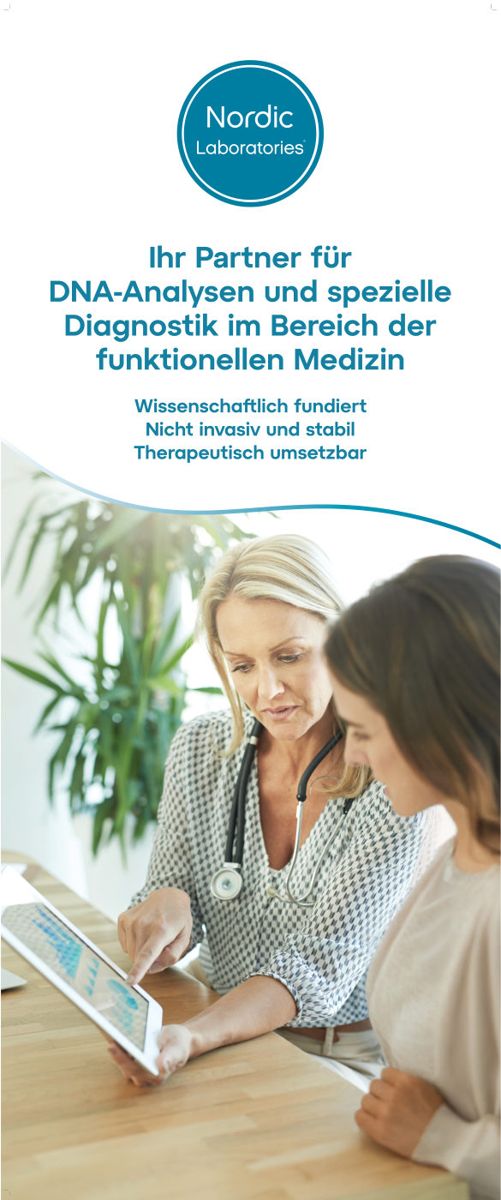 Nordic
Laboratories
Ihr Partner für
DNA-Analysen und spezielle
Diagnostik im Bereich der
funktionellen Medizin
Wissenschaftlich fundiert
Nicht invasiv und stabil
Therapeutisch umsetzbar